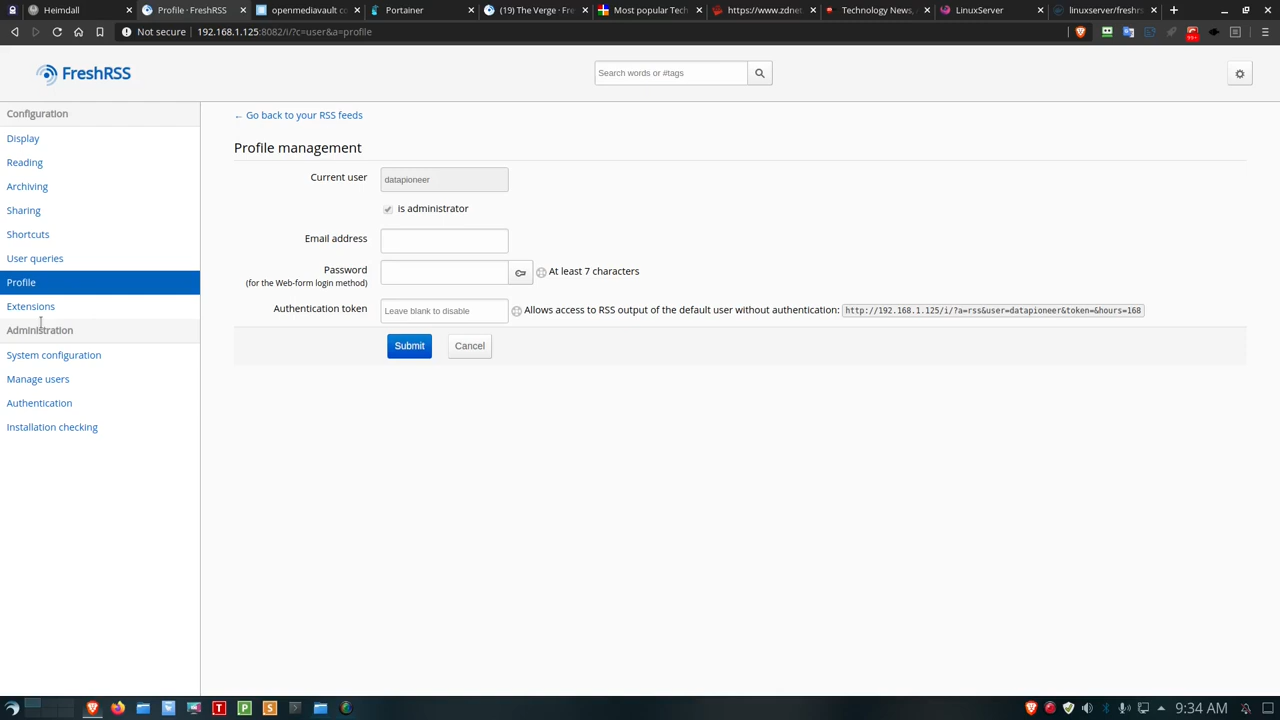 Heimdall
Profile · FreshRSS
openmediavault co
Portainer
(19) The Verge · Fre
Most popular Tech
https://www.zdnet
Technology News, A
LinuxServer
linuxserver/freshrs
Not secure
192.168.1.125:8082/i/?c=user&a=profile
99+
FreshRSS
Search words or #tags
Configuration
Display
Reading
Archiving
Sharing
Shortcuts
User queries
Profile
Extensions
Administration
System configuration
Manage users
Authentication
Installation checking
← Go back to your RSS feeds
Profile management
Current user
datapioneer
is administrator
Email address
Password
(for the Web-form login method)
At least 7 characters
Authentication token
Leave blank to disable
Allows access to RSS output of the default user without authentication: http://192.168.1.125/i/?a=rss&user=datapioneer&token=&hours=168
Submit
Cancel
T
P
S
9:34 AM